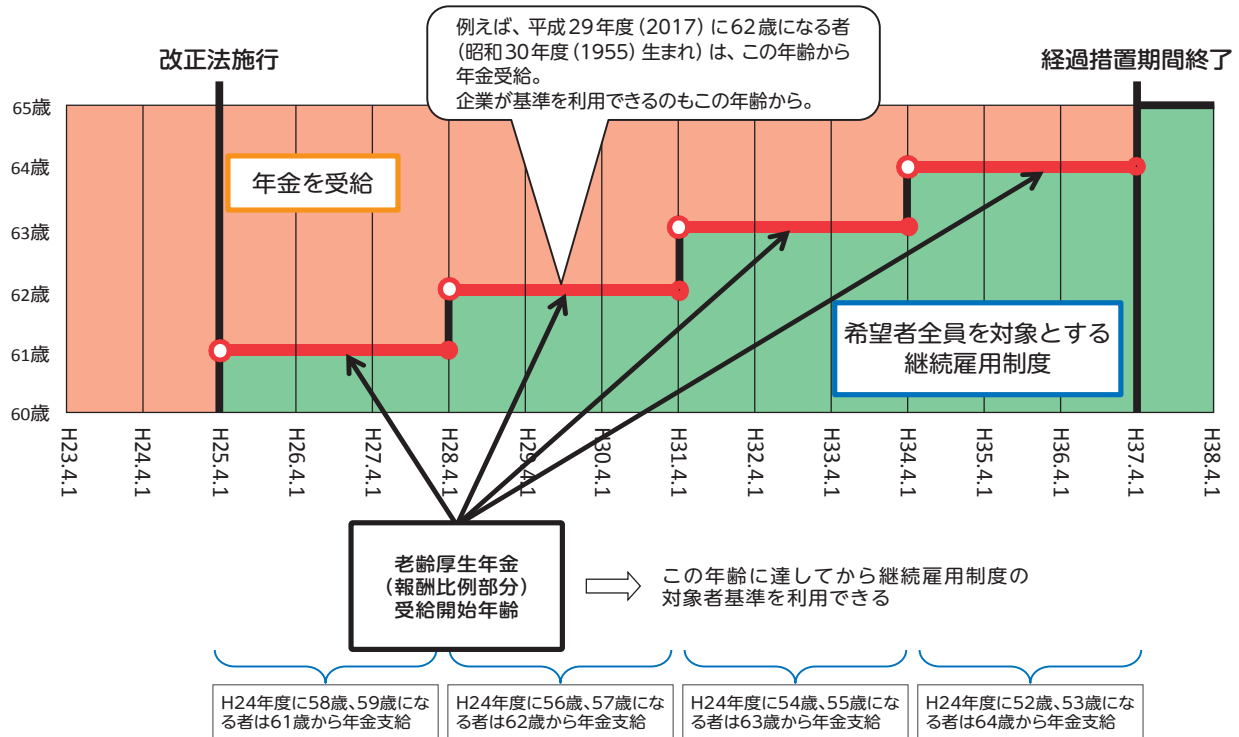 例えば、平成29年度(2017)に62歳になる者
(昭和30年度(1955)生まれ)は、この年齢から
年金受給。
企業が基準を利用できるのもこの年齢から。
改正法施行
経過措置期間終了
65歳
64歳
63歳
62歳
61歳
60歳
年金を受給
希望者全員を対象とする
継続雇用制度
H23.4.1
H24.4.1
H25.4.1
H26.4.1
H27.4.1
H28.4.1
H29.4.1
H30.4.1
H31.4.1
H32.4.1
H33.4.1
H34.4.1
H35.4.1
H36.4.1
H37.4.1
H38.4.1
老齢厚生年金
(報酬比例部分)
受給開始年齢
この年齢に達してから継続雇用制度の
対象者基準を利用できる
H24年度に58歳、59歳にな
る者は61歳から年金支給
H24年度に56歳、57歳にな
る者は62歳から年金支給
H24年度に54歳、55歳にな
る者は63歳から年金支給
H24年度に52歳、53歳にな
る者は64歳から年金支給